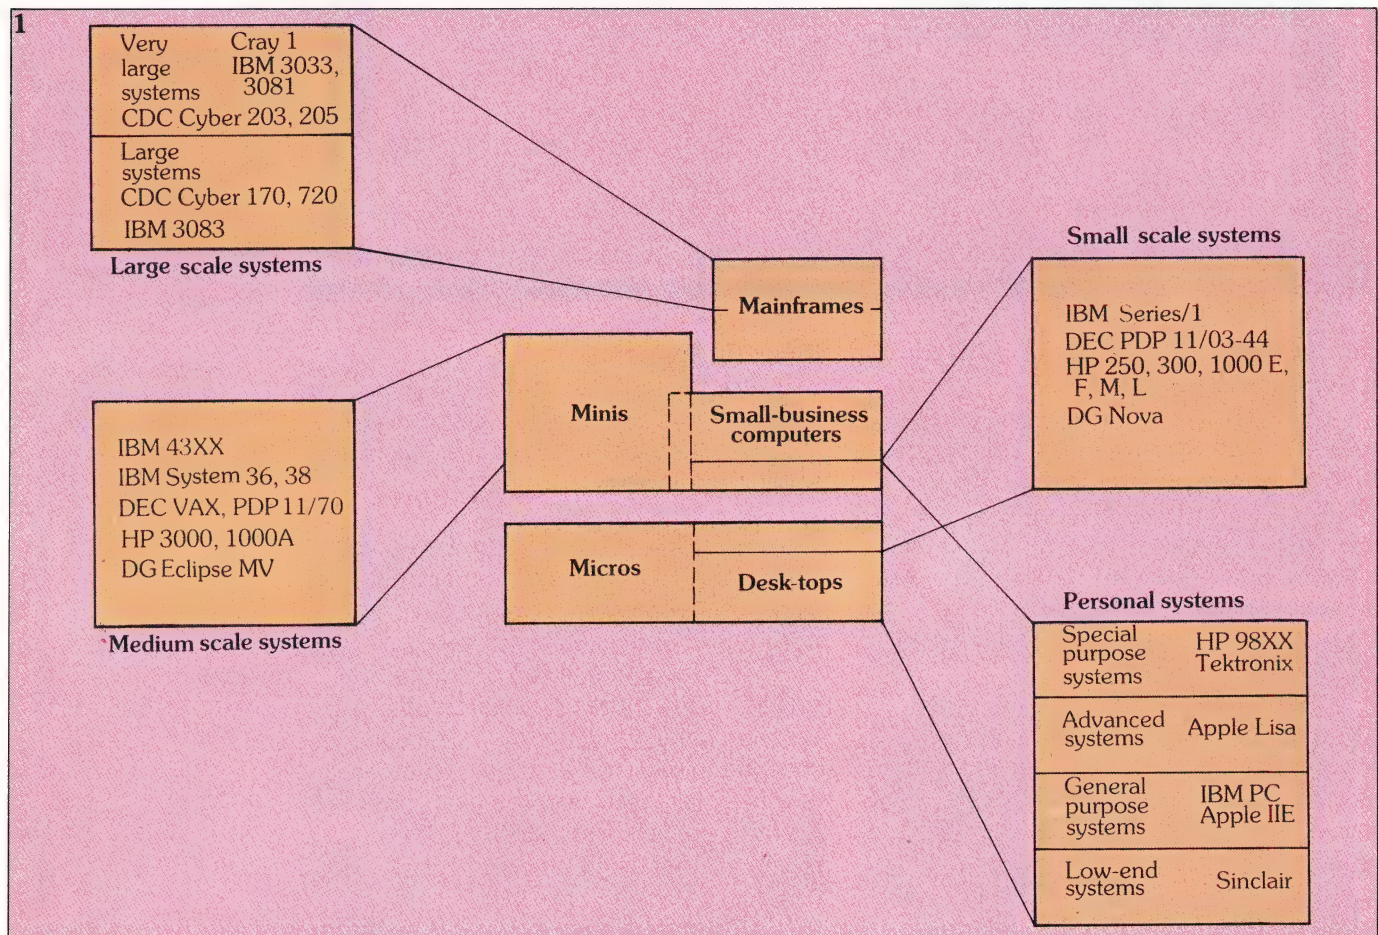 1
Very Cray 1
large IBM 3033,
systems 3081
CDC Cyber 203, 205
Large
systems
CDC Cyber 170, 720
IBM 3083
Large scale systems
Mainframes
Small scale systems
IBM Series/1
DEC PDP 11/03-44
HP 250, 300, 1000 E,
F, M, L
DG Nova
Minis
Small-business
computers
IBM 43XX
IBM System 36, 38
DEC VAX, PDP 11/70
HP 3000, 1000A
DG Eclipse MV
Medium scale systems
Micros
Desk-tops
Personal systems
Special HP 98XX
purpose Tektronix
systems
Advanced Apple Lisa
systems
General IBM PC
purpose Apple IIE
systems
Low-end Sinclair
systems